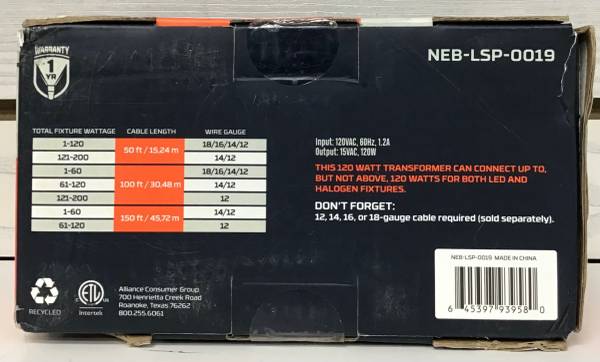 WARRANTY
1
YR
NEB-LSP-0019
TOTAL FIXTURE WATTAGE CABLE LENGTH WIRE GAUGE
1-120 50 ft / 15,24 m 18/16/14/12
121-200 14/12
1-60 100 ft / 30,48 m 18/16/14/12
61-120 14/12
121-200 12
1-60 150 ft / 45,72 m 14/12
61-120 12
Input: 120VAC, 60Hz, 1.2A
Output: 15VAC, 120W
THIS 120 WATT TRANSFORMER CAN CONNECT UP TO,
BUT NOT ABOVE, 120 WATTS FOR BOTH LED AND
HALOGEN FIXTURES.
DON'T FORGET:
12, 14, 16, or 18-gauge cable required (sold separately).
NEB-LSP-0019 MADE IN CHINA
6 45397 93958 0
RECYCLED
ETL
Intertek
Alliance Consumer Group
700 Henrietta Creek Road
Roanoke, Texas 76262
800.255.6061